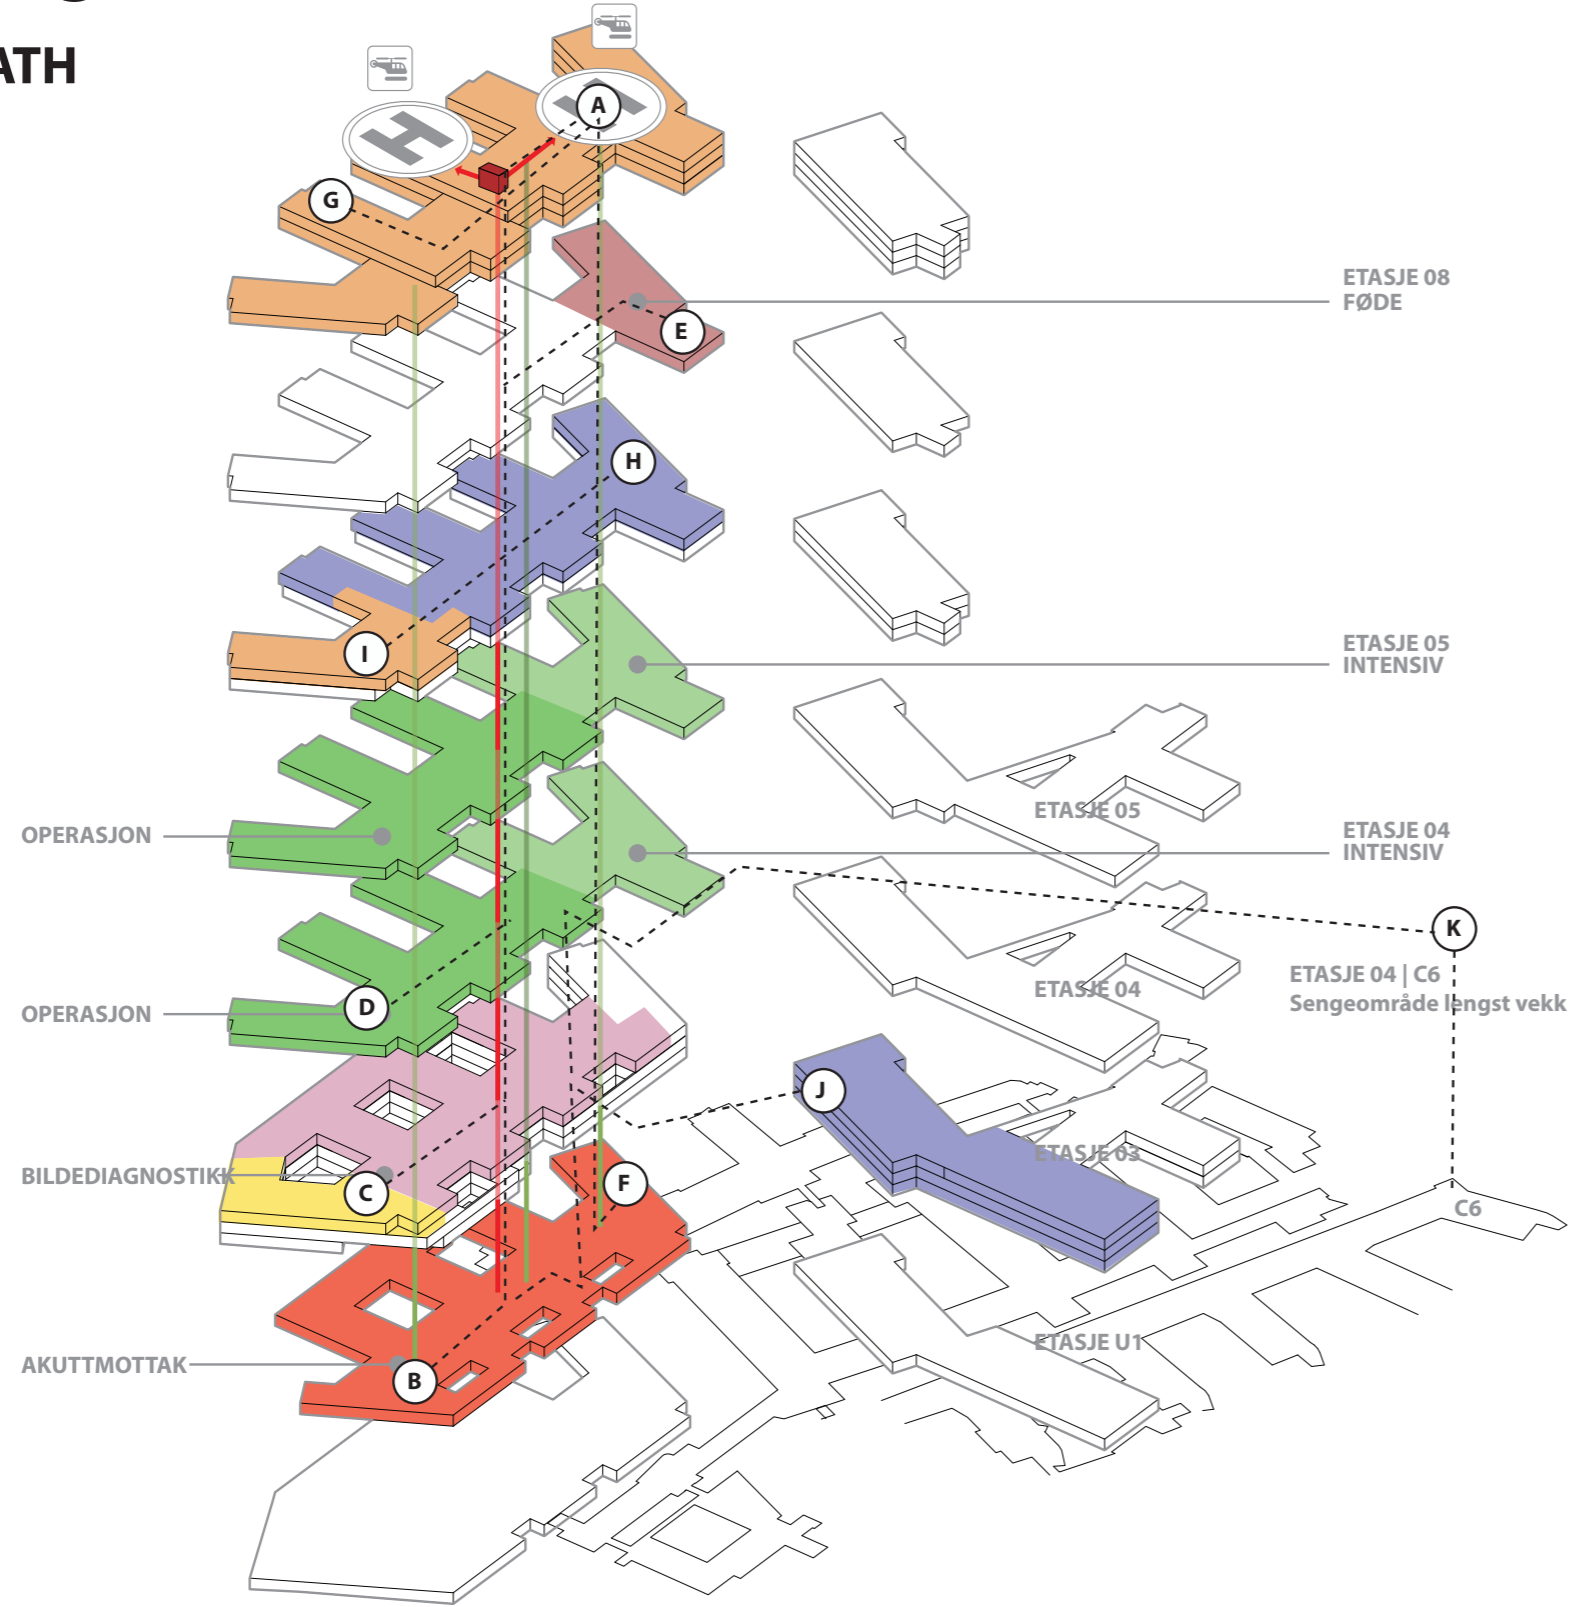 ATH
A
G
ETASJE 08
FØDE
E
H
I
ETASJE 05
INTENSIV
ETASJE 05
OPERASJON
ETASJE 04
INTENSIV
K
ETASJE 04 | C6
Sengeområde lengst vekk
ETASJE 04
D
OPERASJON
J
ETASJE 03
BILDEDIAGNOSTIKK
C
F
C6
ETASJE U1
AKUTTMOTTAK
B